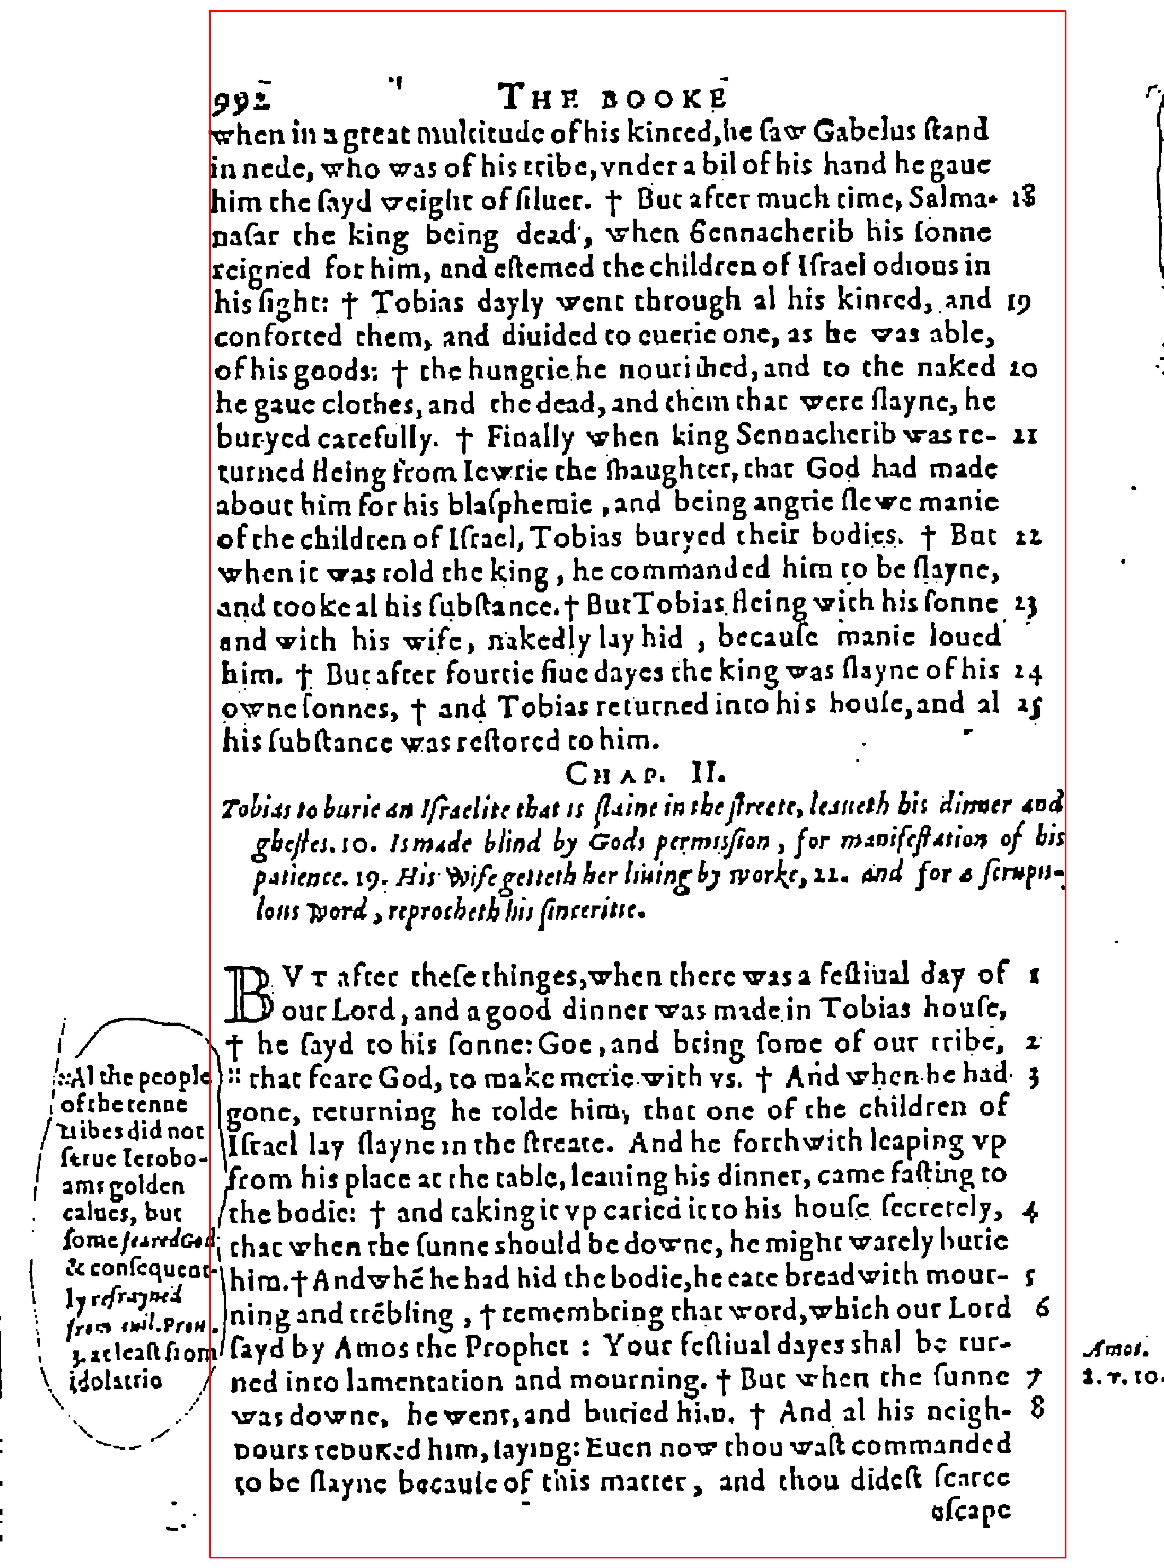 992 THE BOOKE
when in a great multitude of his kinred, he ſaw Gabelus ſtand
in nede, who was of his tribe, vnder a bil of his hand he gaue
him the ſayd weight of ſiluer. † But after much time, Salma- 18
naſar the king being dead, when Sennacherib his ſonne
reigned for him, and eſtemed the children of Iſrael odious in
his ſight: † Tobias dayly went through al his kinred, and 19
conforted them, and diuided to euerie one, as he was able,
of his goods: † the hungrie he nouriſhed, and to the naked 20
he gaue clothes, and the dead, and them that were ſlayne, he
buryed carefully. † Finally when king Sennacherib was re- 21
turned fleing from Iewrie the ſlaughter, that God had made
about him for his blaſphemie, and being angrie ſlewe manie
of the children of Iſrael, Tobias buryed their bodies. † But 22
when it was told the king, he commanded him to be ſlayne,
and tooke al his ſubſtance. † But Tobias fleing with his ſonne 23
and with his wife, nakedly lay hid, becauſe manie loued
him. † But after fourtie fiue dayes the king was ſlayne of his 24
owne ſonnes, † and Tobias returned into his houſe, and al 25
his ſubſtance was reſtored to him.
CHAP. II.
Tobias to burie an Iſraelite that is ſlaine in the ſtreete, leaueth his dinner and
gheſtes. 10. Is made blind by Gods permiſſion, for manifeſtation of his
patience. 19. His wife getteth her liuing by worke, 22. and for a ſcrupu-
lous word, reprocheth his ſinceritie.
BVT after theſe thinges, when there was a feſtiual day of 1
our Lord, and a good dinner was made in Tobias houſe,
† he ſayd to his ſonne: Goe, and bring ſome of our tribe, 2
:: that feare God, to make merie with vs. † And when he had 3
gone, returning he tolde him, that one of the children of
Iſrael lay ſlayne in the ſtreate. And he forthwith leaping vp
from his place at the table, leauing his dinner, came faſting to
the bodie: † and taking it vp caried it to his houſe ſecretely, 4
that when the ſunne should be downe, he might warely burie
him. † And whē he had hid the bodie, he eate bread with mour- 5
ning and trēbling, † remembring that word, which our Lord 6
ſayd by Amos the Prophet: Your feſtiual dayes shal be tur-
ned into lamentation and mourning. † But when the ſunne 7
was downe, he went, and buried him. † And al his neigh- 8
bours rebuked him, ſaying: Euen now thou waſt commanded
to be ſlayne becauſe of this matter, and thou dideſt ſcarce
eſcape
:: Al the people
of the tenne
tribes did not
ſerue Ierobo-
ams golden
calues, but
ſome feared God
& conſequent-
ly refrayned
from euil. Prou.
3. at leaſt from
idolatrie
Amos.
8. v. 10.